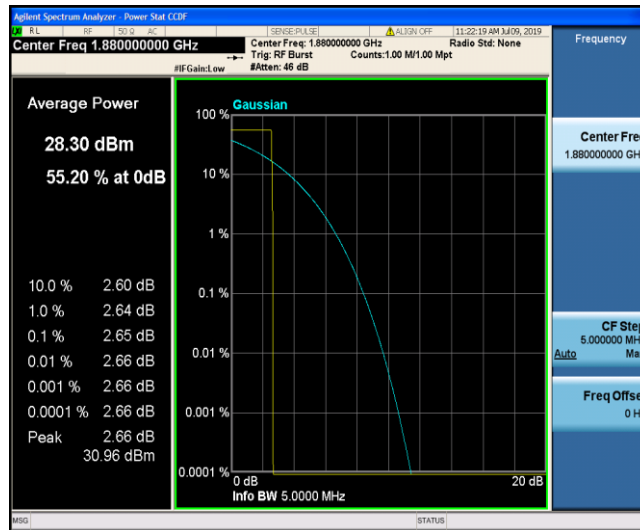 Agilent Spectrum Analyzer - Power Stat CCDF
RL RF 50 Ω AC SENSE:PULSE ALIGN OFF 11:22:19 AM Jul 09, 2019
Center Freq 1.880000000 GHz
Center Freq: 1.880000000 GHz Radio Std: None
Trig: RF Burst Counts:1.00 M/1.00 Mpt
#IFGain:Low #Atten: 46 dB
Frequency
Average Power
28.30 dBm
55.20 % at 0dB
10.0 % 2.60 dB
1.0 % 2.64 dB
0.1 % 2.65 dB
0.01 % 2.66 dB
0.001 % 2.66 dB
0.0001 % 2.66 dB
Peak 2.66 dB
30.96 dBm
Gaussian
100 %
10 %
1 %
0.1 %
0.01 %
0.001 %
0.0001 %
0 dB 20 dB
Info BW 5.0000 MHz
Center Fre
1.880000000 GH
CF Step
5.000000 MH
Auto Ma
Freq Offse
0 H
MSG STATUS